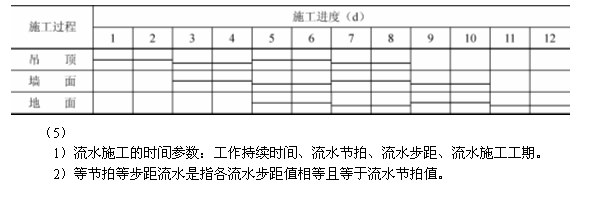 施工过程 施工进度（d）
1 2 3 4 5 6 7 8 9 10 11 12
吊 顶
墙 面
地 面
（5）
1）流水施工的时间参数：工作持续时间、流水节拍、流水步距、流水施工工期。
2）等节拍等步距流水是指各流水步距值相等且等于流水节拍值。